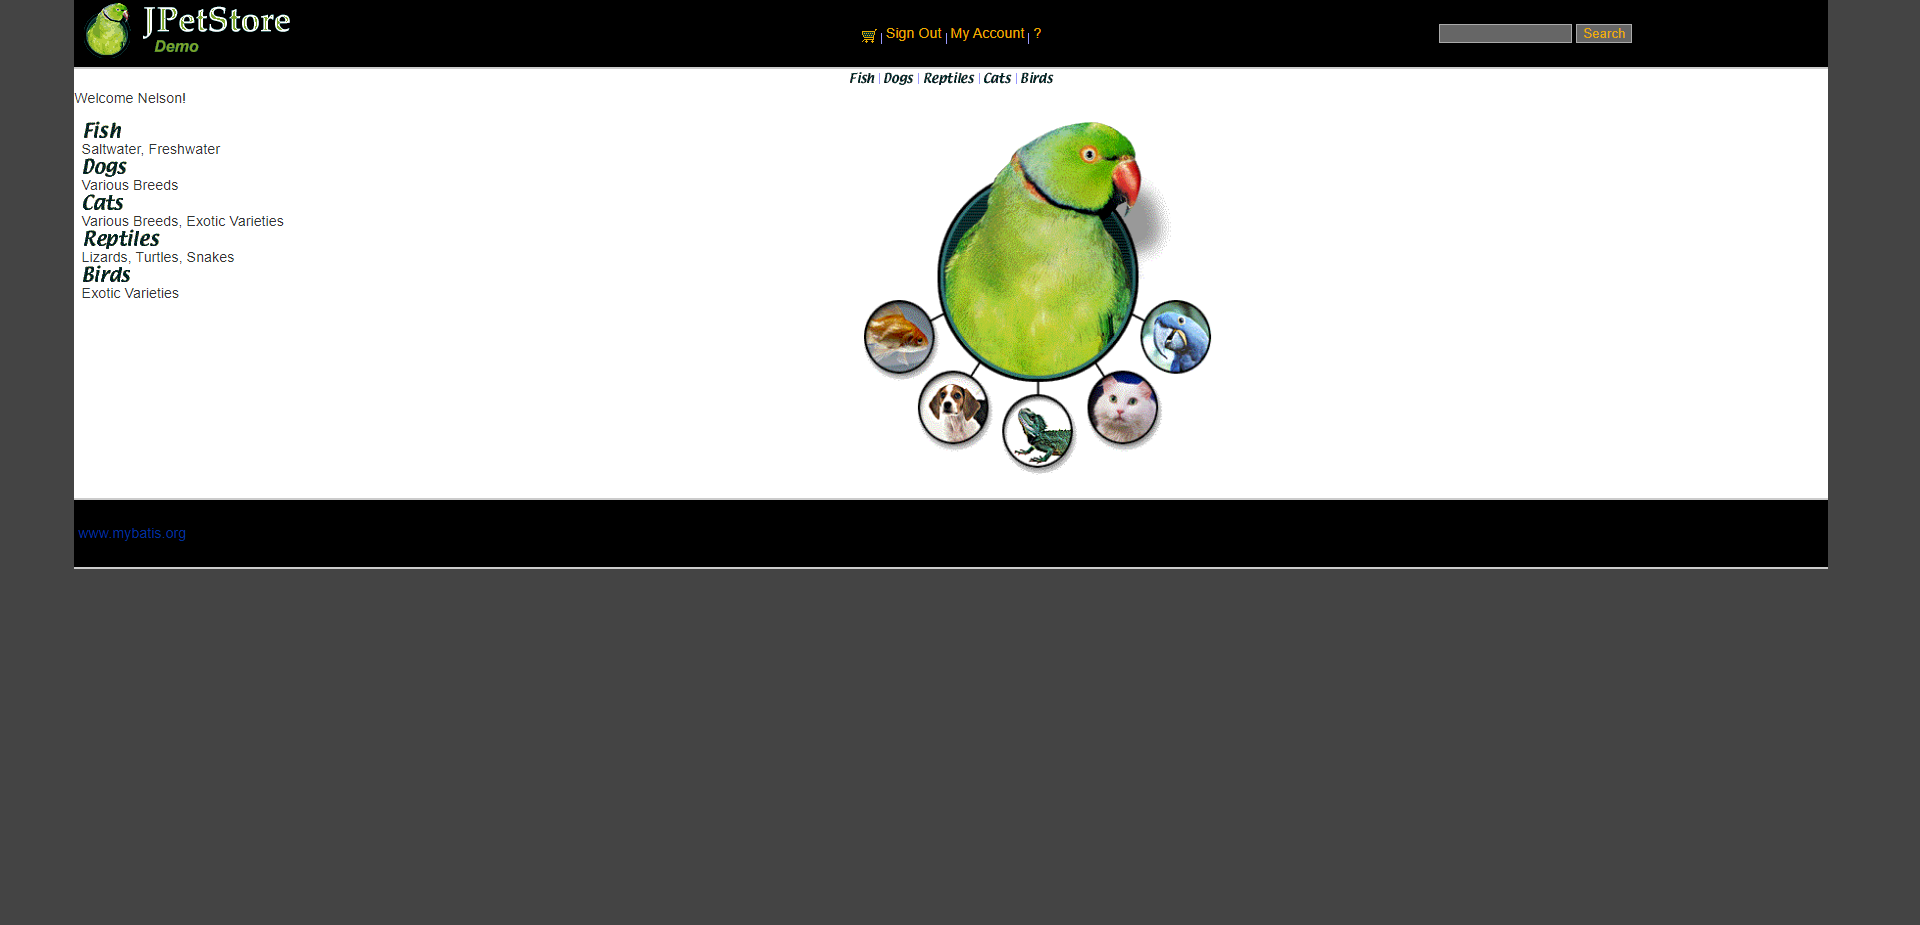 JPetStore
Demo
Sign Out My Account ?
Search
Fish Dogs Reptiles Cats Birds
Welcome Nelson!
Fish
Saltwater, Freshwater
Dogs
Various Breeds
Cats
Various Breeds, Exotic Varieties
Reptiles
Lizards, Turtles, Snakes
Birds
Exotic Varieties
www.mybatis.org